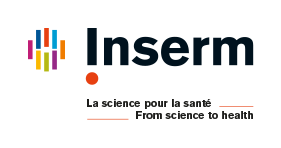 Inserm
La science pour la santé
From science to health